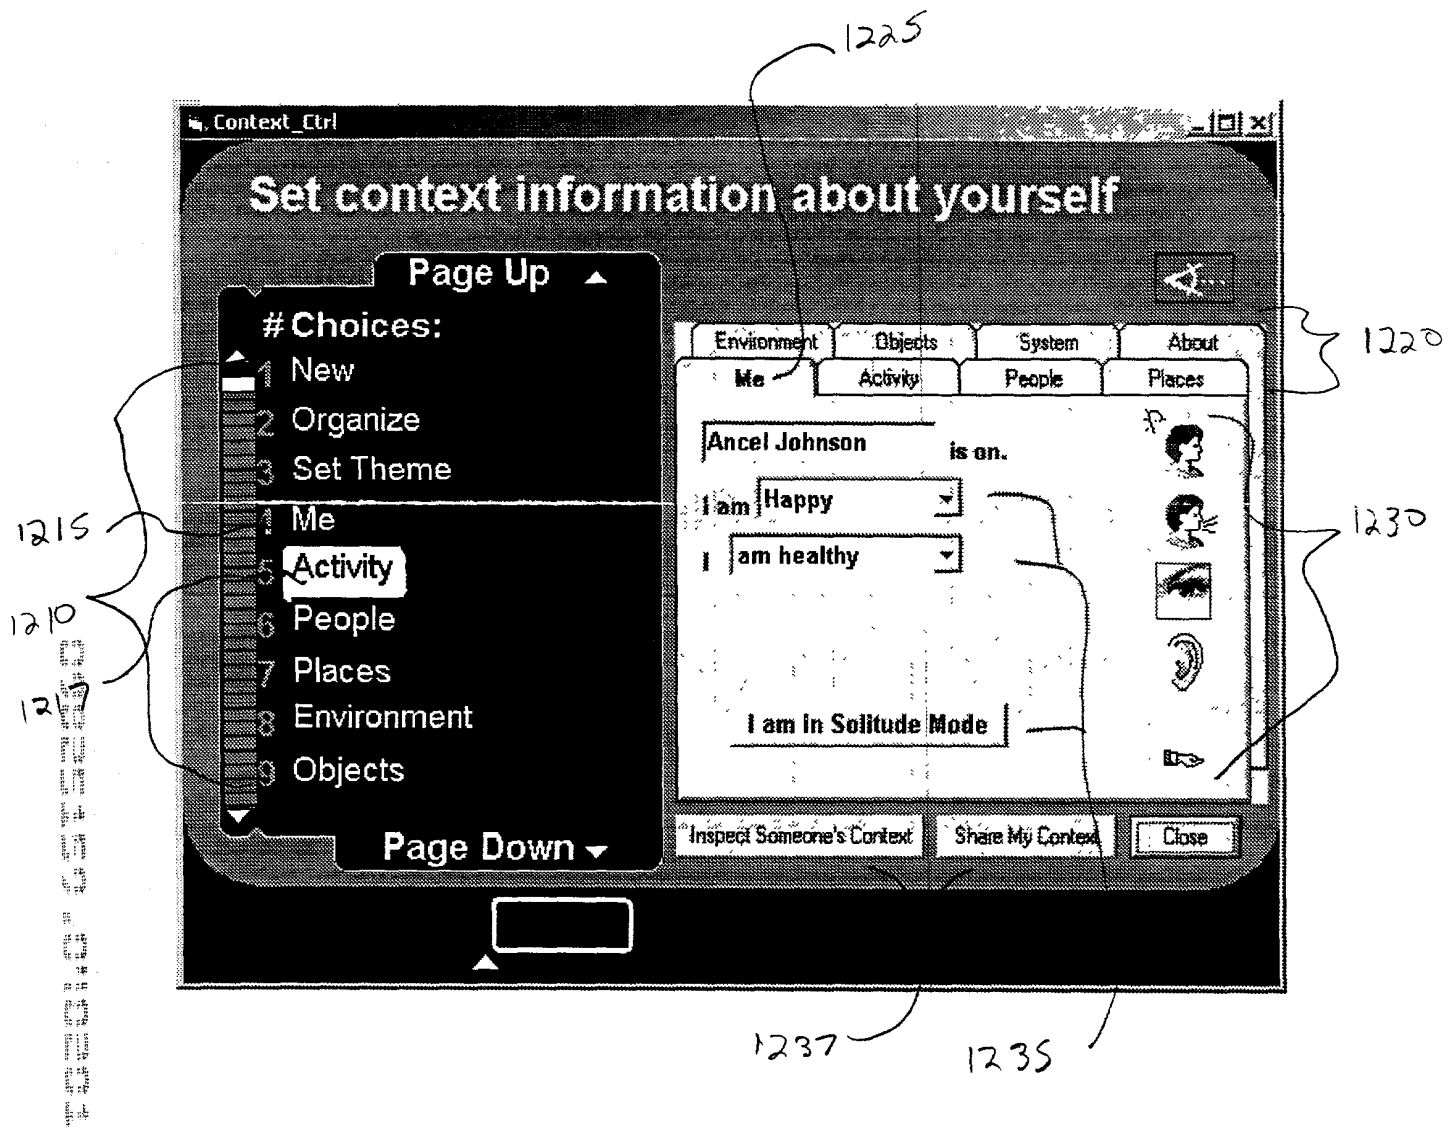 1225
Context_Ctrl
Set context information about yourself
Page Up
# Choices:
1 New
2 Organize
3 Set Theme
4 Me
5 Activity
6 People
7 Places
8 Environment
9 Objects
Page Down
Environment Objects System About
Me Activity People Places
Ancel Johnson is on.
I am Happy
I am healthy
I am in Solitude Mode
Inspect Someone's Context Share My Context Close
1220
1230
1215
1210
1217
1237
1235